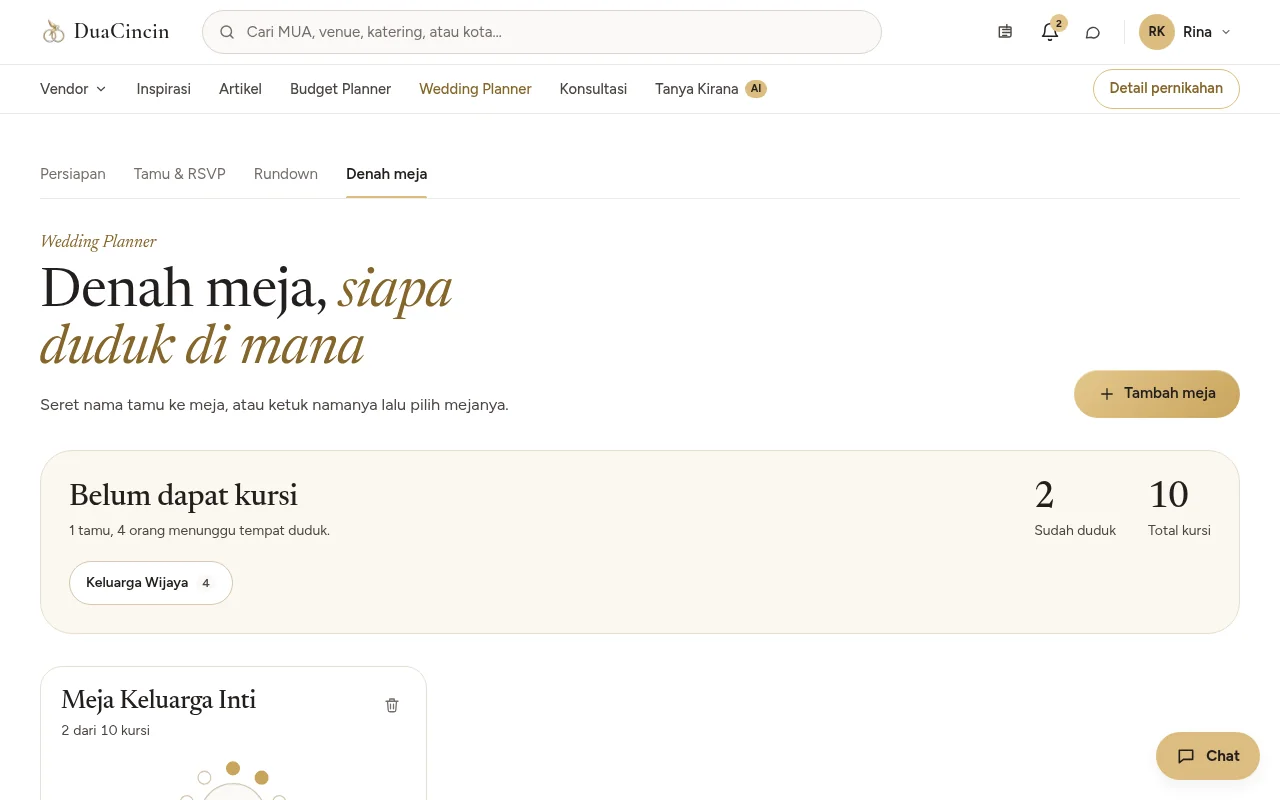 DuaCincin
Cari MUA, venue, katering, atau kota...
2
RK
Rina
Vendor
Inspirasi
Artikel
Budget Planner
Wedding Planner
Konsultasi
Tanya Kirana
AI
Detail pernikahan
Persiapan
Tamu & RSVP
Rundown
Denah meja
Wedding Planner
Denah meja, siapa
duduk di mana
Seret nama tamu ke meja, atau ketuk namanya lalu pilih mejanya.
Tambah meja
Belum dapat kursi
1 tamu, 4 orang menunggu tempat duduk.
2
Sudah duduk
10
Total kursi
Keluarga Wijaya
4
Meja Keluarga Inti
2 dari 10 kursi
Chat